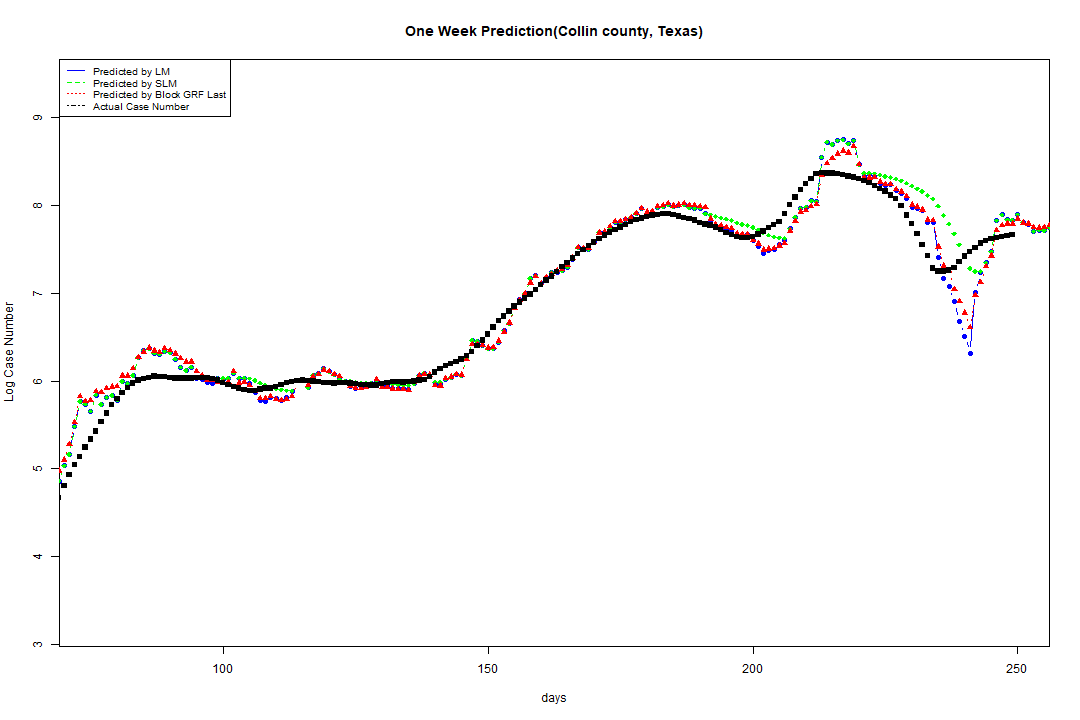 One Week Prediction(Collin county, Texas)
Predicted by LM
Predicted by SLM
Predicted by Block GRF Last
Actual Case Number
9
8
7
6
5
4
3
Log Case Number
100 150 200 250
days